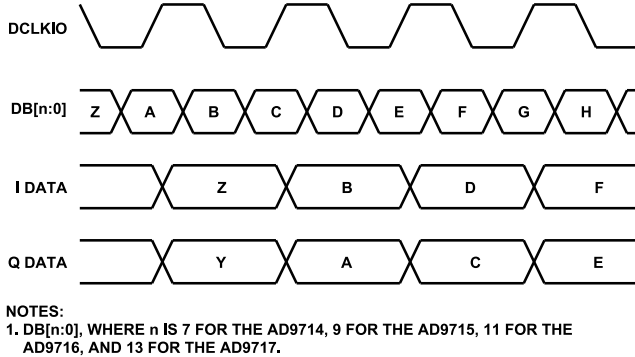 DCLKIO
DB[n:0] Z A B C D E F G H
I DATA Z B D F
Q DATA Y A C E
NOTES:
1. DB[n:0], WHERE n IS 7 FOR THE AD9714, 9 FOR THE AD9715, 11 FOR THE
AD9716, AND 13 FOR THE AD9717.